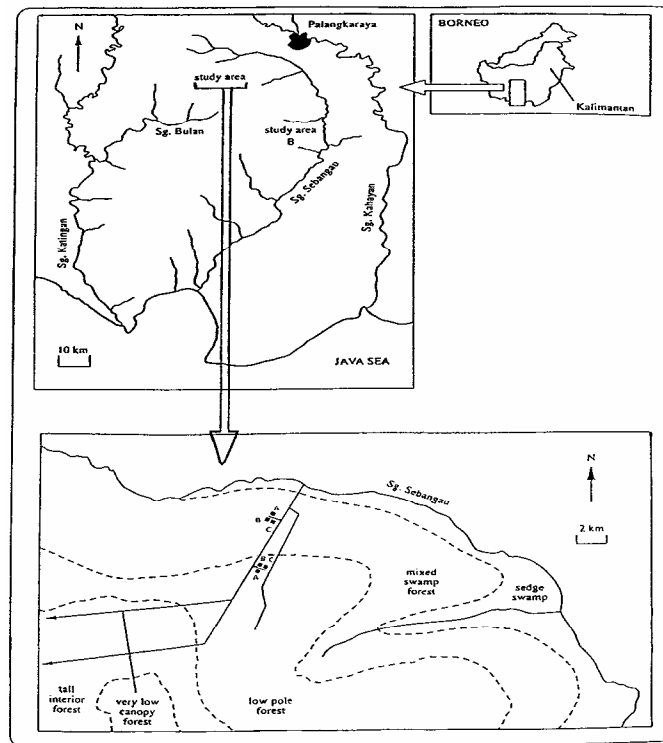 Palangkaraya
N
study area
Sg. Bulan
study area
B
Sg. Sebangau
Sg. Katingan
Sg. Kahayan
10 km
JAVA SEA
BORNEO
Kalimantan
N
Sg. Sebangau
2 km
A
B
C
B C
A
mixed
swamp
forest
sedge
swamp
tall
interior
forest
very low
canopy
forest
low pole
forest